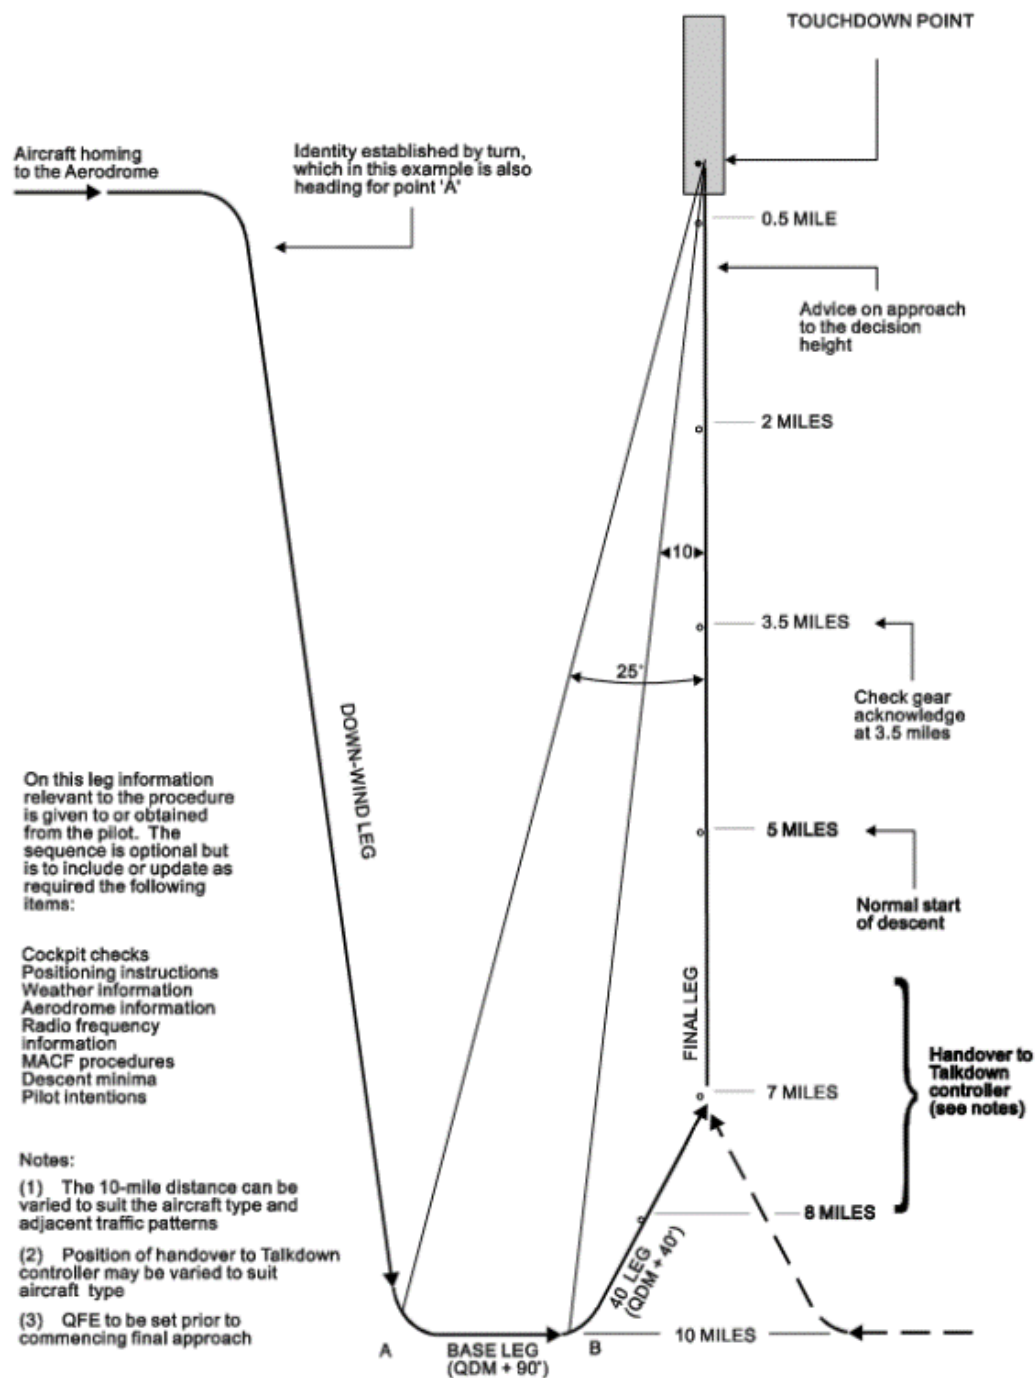 TOUCHDOWN POINT
Aircraft homing
to the Aerodrome
Identity established by turn,
which in this example is also
heading for point 'A'
0.5 MILE
Advice on approach
to the decision
height
2 MILES
10
3.5 MILES
25°
Check gear
acknowledge
at 3.5 miles
DOWN-WIND LEG
On this leg information
relevant to the procedure
is given to or obtained
from the pilot. The
sequence is optional but
is to include or update as
required the following
items:
5 MILES
Normal start
of descent
Cockpit checks
Positioning instructions
Weather information
Aerodrome information
Radio frequency
information
MACF procedures
Descent minima
Pilot intentions
FINAL LEG
7 MILES
Handover to
Talkdown
controller
(see notes)
Notes:
(1) The 10-mile distance can be
varied to suit the aircraft type and
adjacent traffic patterns
(2) Position of handover to Talkdown
controller may be varied to suit
aircraft type
(3) QFE to be set prior to
commencing final approach
8 MILES
40 LEG
(QDM + 40°)
A
BASE LEG
(QDM + 90°)
B
10 MILES